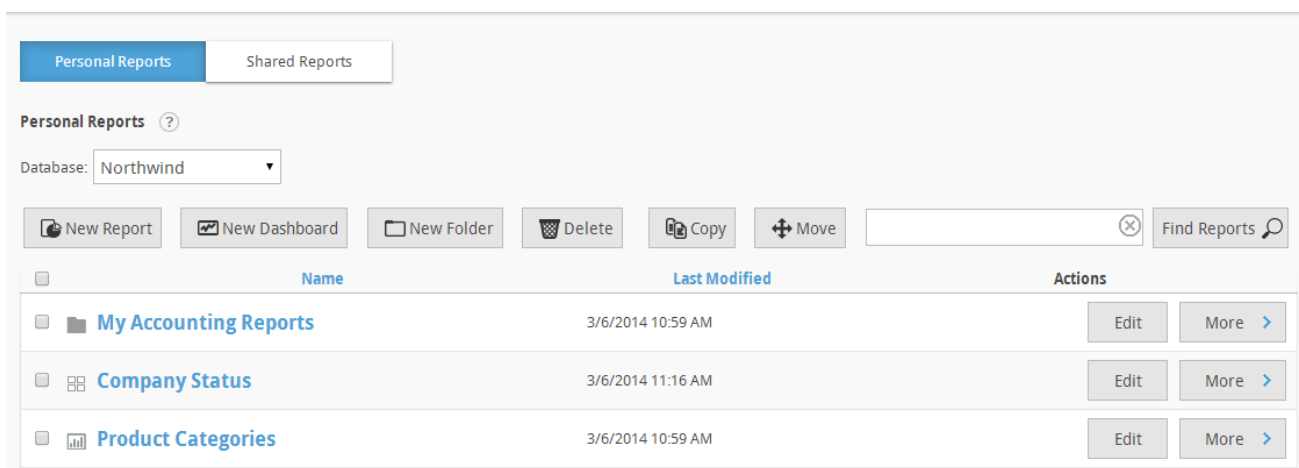 Personal Reports Shared Reports
Personal Reports ?
Database: Northwind
New Report New Dashboard New Folder Delete Copy Move Find Reports
Name Last Modified Actions
My Accounting Reports 3/6/2014 10:59 AM Edit More
Company Status 3/6/2014 11:16 AM Edit More
Product Categories 3/6/2014 10:59 AM Edit More